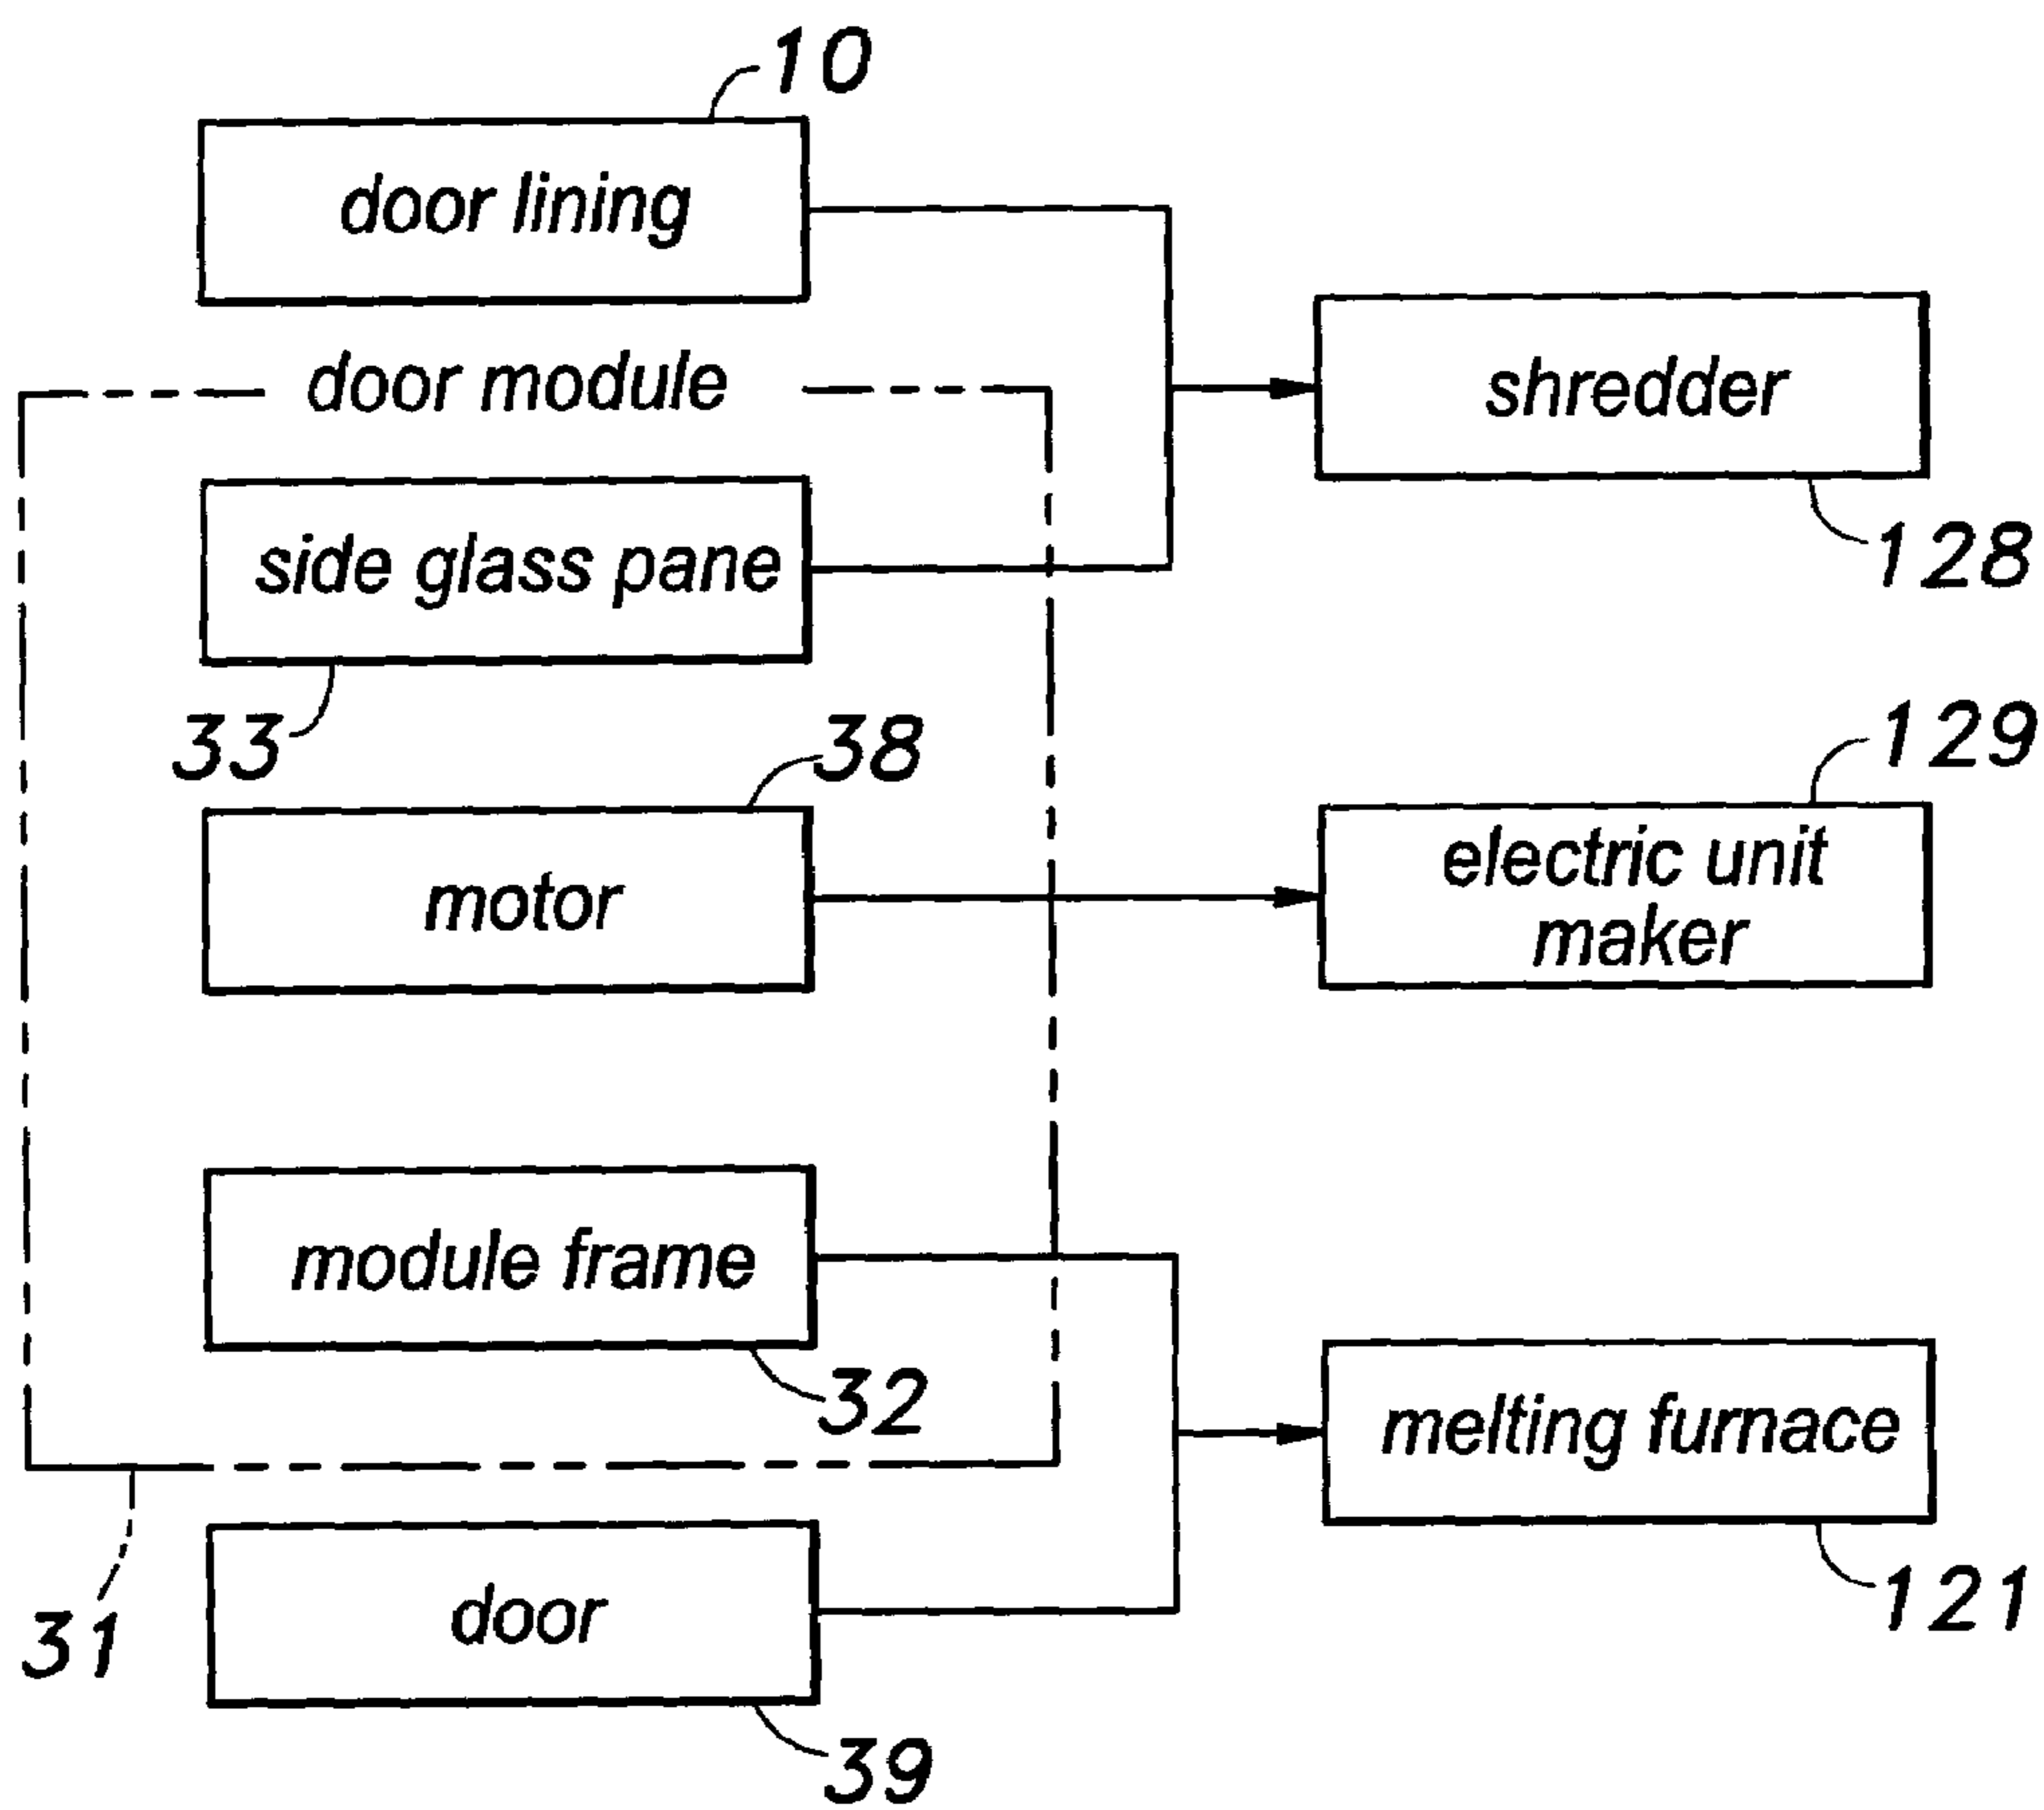 10
door lining
door module
shredder
128
side glass pane
33
38
129
motor
electric unit
maker
module frame
32
melting furnace
121
31
door
39